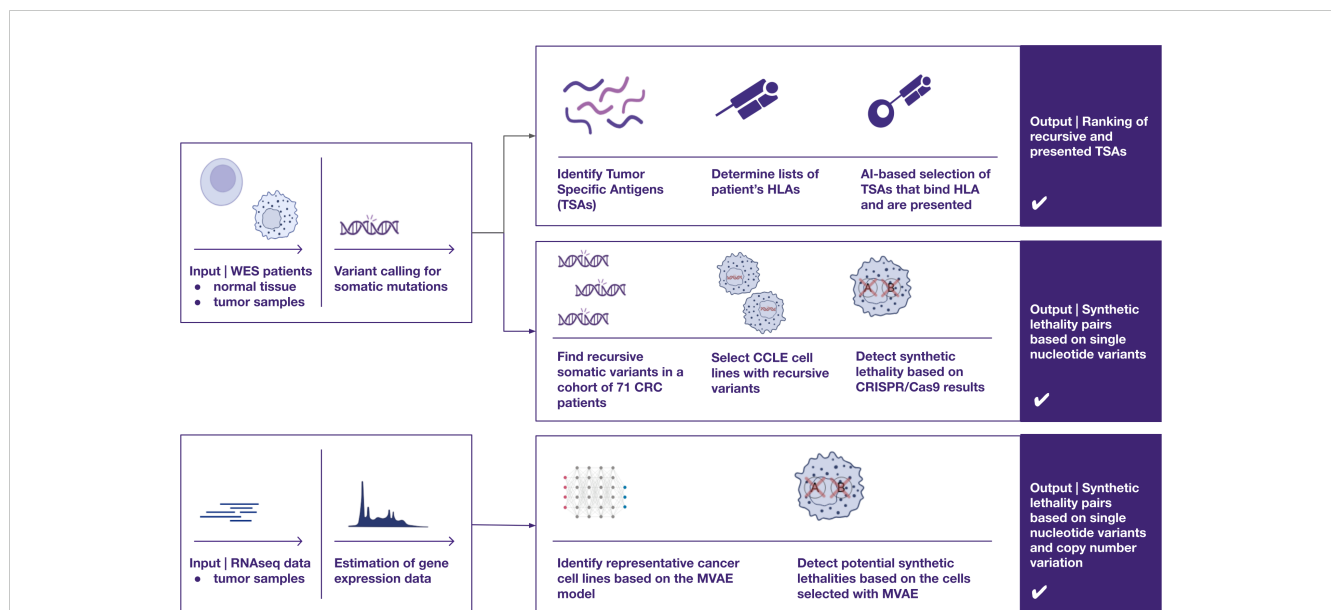 Input | WES patients
● normal tissue
● tumor samples
Variant calling for
somatic mutations
Identify Tumor
Specific Antigens
(TSAs)
Determine lists of
patient's HLAs
AI-based selection of
TSAs that bind HLA
and are presented
Output | Ranking of
recursive and
presented TSAs
Find recursive
somatic variants in a
cohort of 71 CRC
patients
Select CCLE cell
lines with recursive
variants
A B
Detect synthetic
lethality based on
CRISPR/Cas9 results
Output | Synthetic
lethality pairs
based on single
nucleotide variants
Input | RNAseq data
● tumor samples
Estimation of gene
expression data
Identify representative cancer
cell lines based on the MVAE
model
A B
Detect potential synthetic
lethalities based on the cells
selected with MVAE
Output | Synthetic
lethality pairs
based on single
nucleotide variants
and copy number
variation